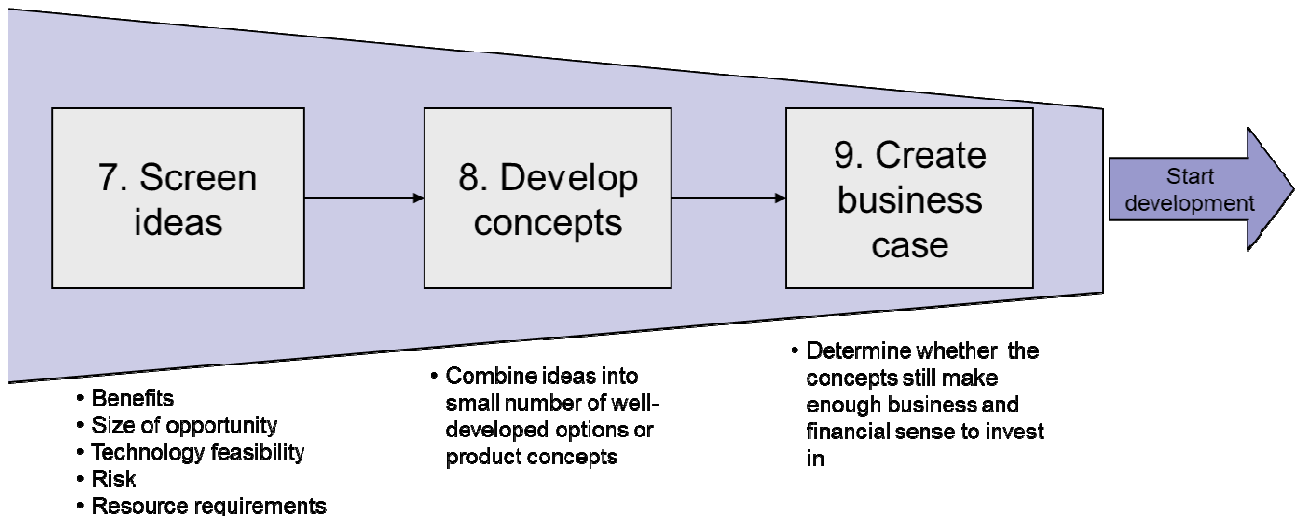 7. Screen
ideas
8. Develop
concepts
9. Create
business
case
Start
development
• Benefits
• Size of opportunity
• Technology feasibility
• Risk
• Resource requirements
• Combine ideas into
small number of well-
developed options or
product concepts
• Determine whether the
concepts still make
enough business and
financial sense to invest
in